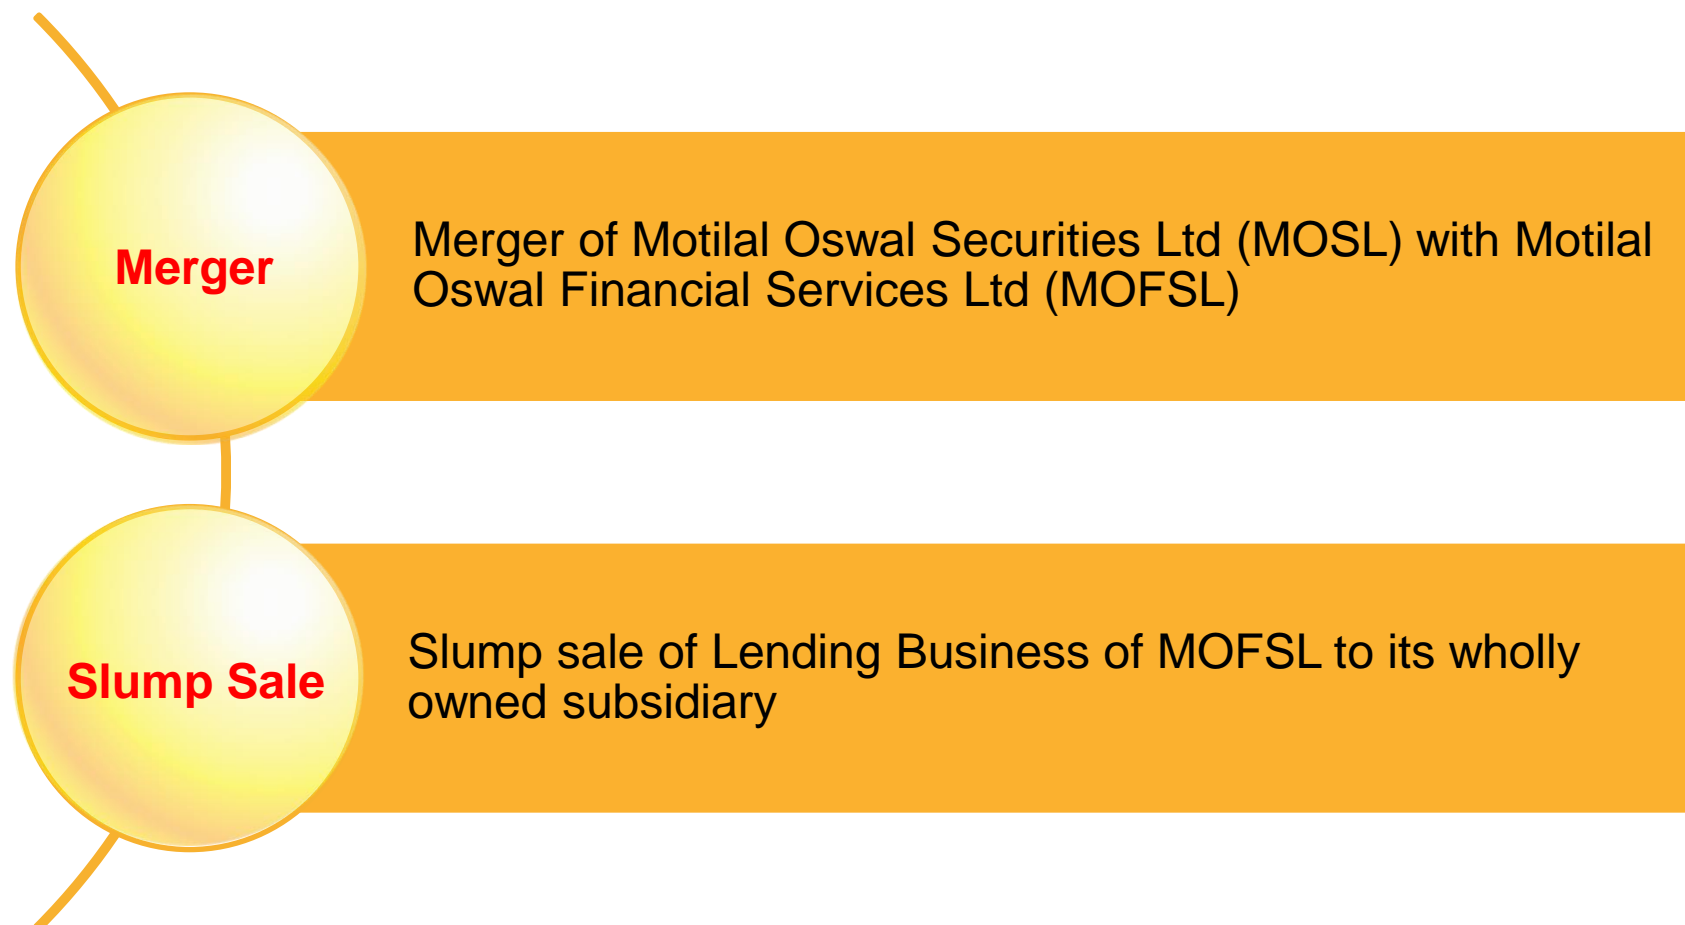 Merger
Merger of Motilal Oswal Securities Ltd (MOSL) with Motilal
Oswal Financial Services Ltd (MOFSL)
Slump Sale
Slump sale of Lending Business of MOFSL to its wholly
owned subsidiary